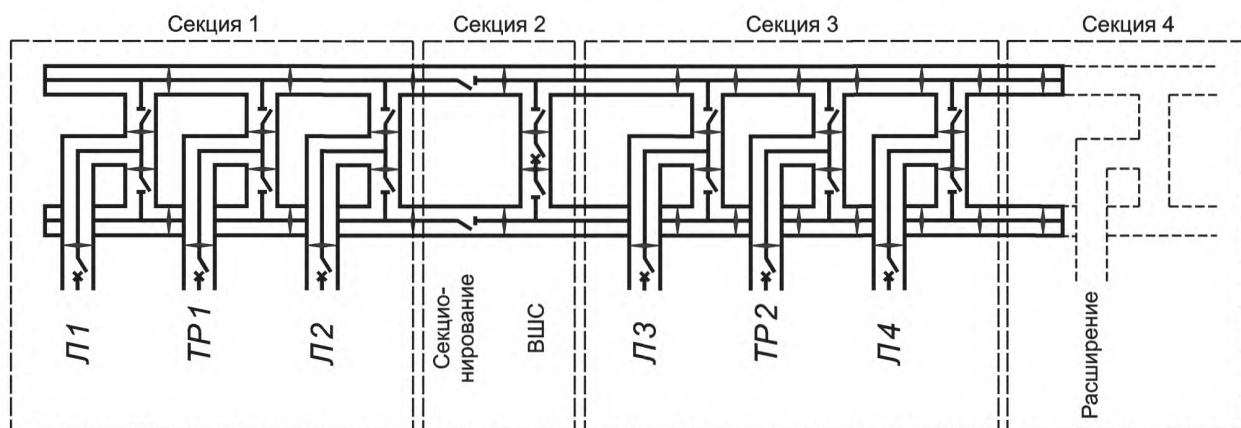 Секция 1
Секция 2
Секция 3
Секция 4
Л1
ТР1
Л2
Секцио-
нирование
ВШС
Л3
ТР2
Л4
Расширение